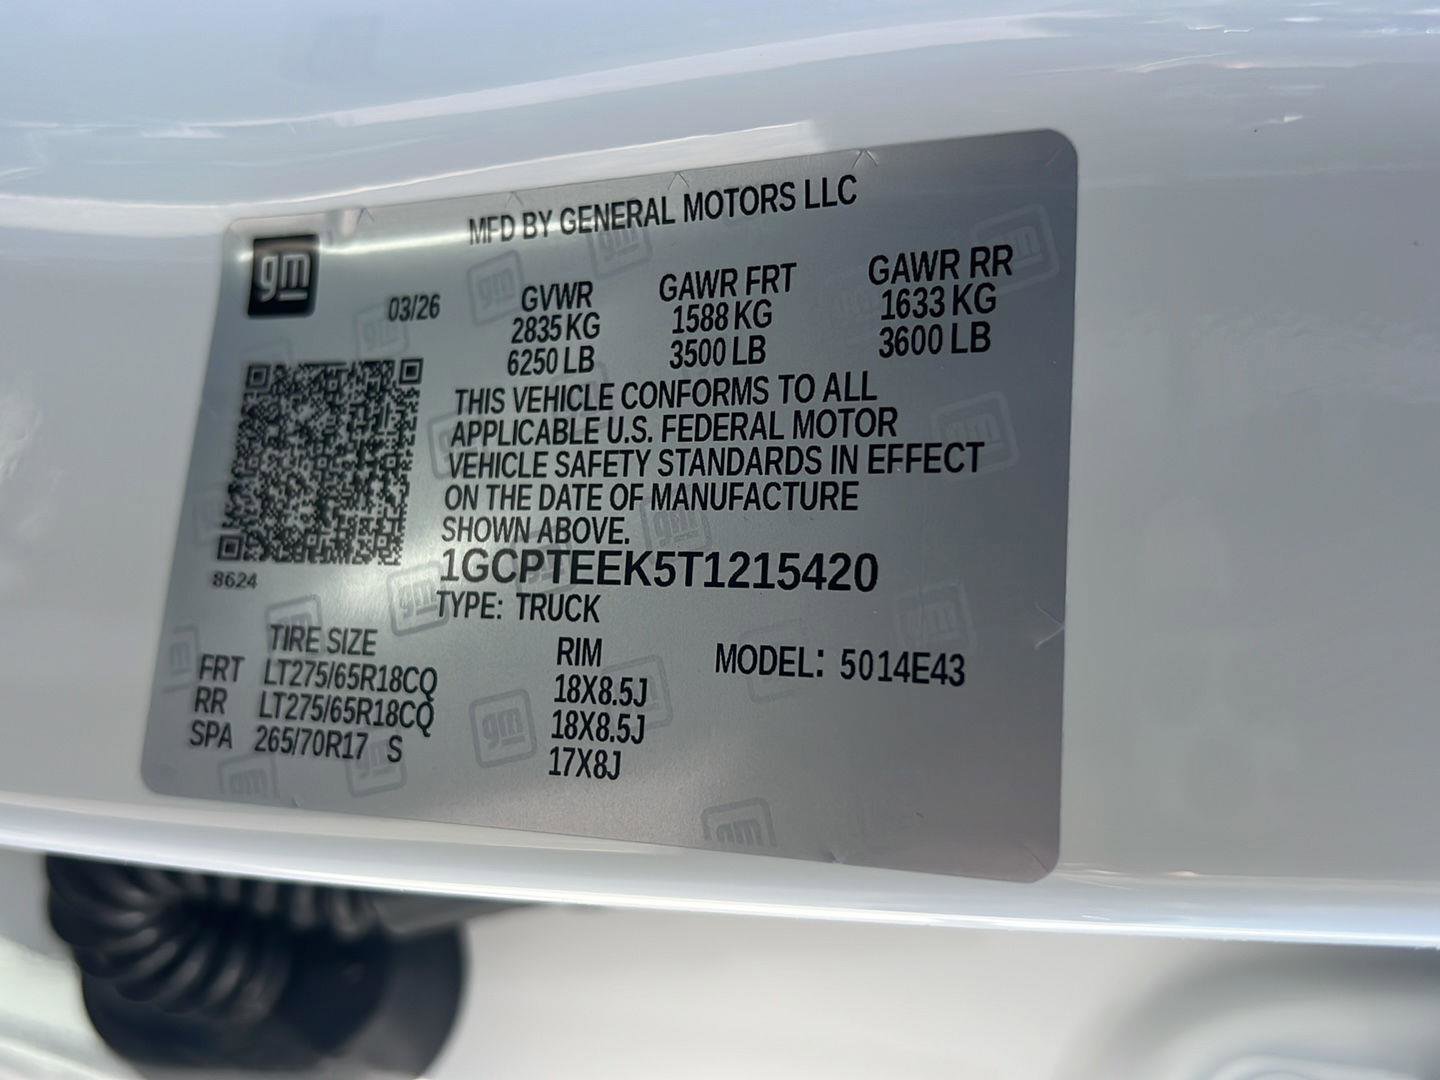 MFD BY GENERAL MOTORS LLC
gm
03/26 GVWR GAWR FRT GAWR RR
2835 KG 1588 KG 1633 KG
6250 LB 3500 LB 3600 LB
THIS VEHICLE CONFORMS TO ALL
APPLICABLE U.S. FEDERAL MOTOR
VEHICLE SAFETY STANDARDS IN EFFECT
ON THE DATE OF MANUFACTURE
SHOWN ABOVE.
8624
1GCPTEEK5T1215420
TYPE: TRUCK
TIRE SIZE RIM MODEL: 5014E43
FRT LT275/65R18CQ 18X8.5J
RR LT275/65R18CQ 18X8.5J
SPA 265/70R17 S 17X8J